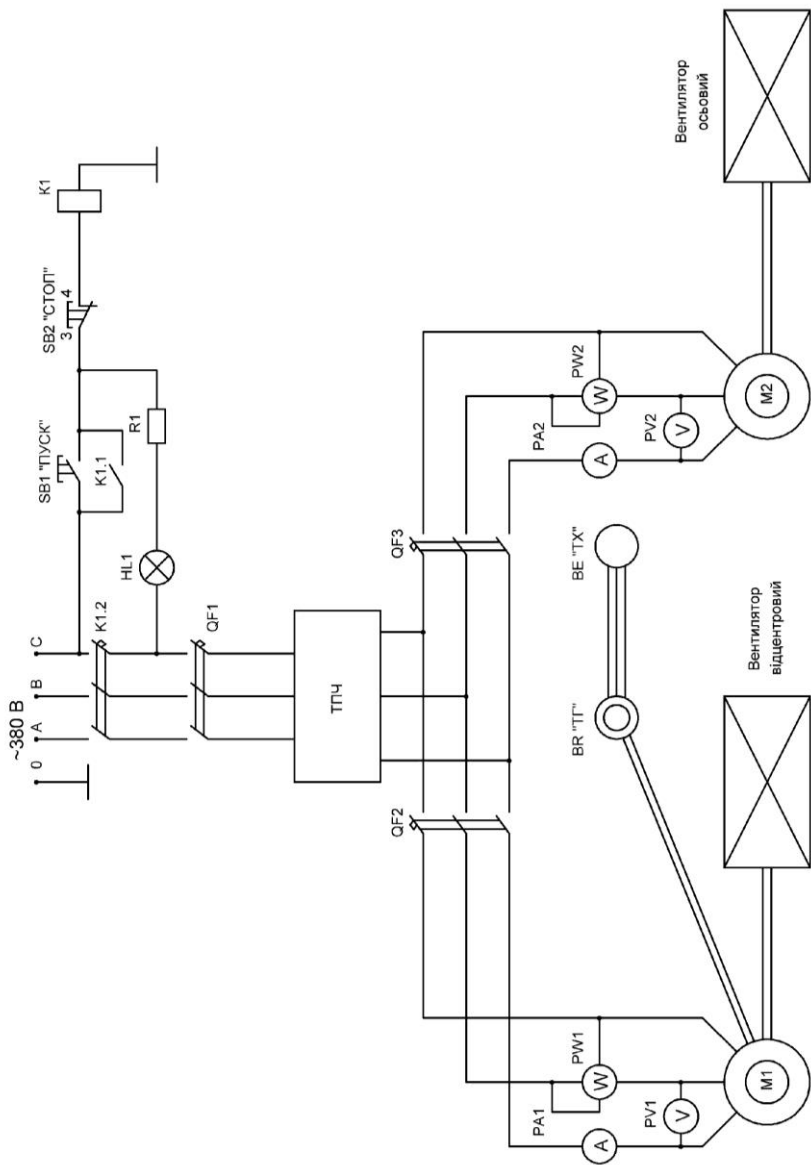 ~380 В
0
A
B
C
K1.2
SB1 "ПУСК"
K1.1
SB2 "СТОП"
3
4
K1
HL1
R1
QF1
ТПЧ
QF2
QF3
PA1
PW1
W
A
PV1
V
M1
PA2
PW2
W
A
PV2
V
M2
BR "ТГ"
BE "ТХ"
Вентилятор
відцентровий
Вентилятор
осьовий